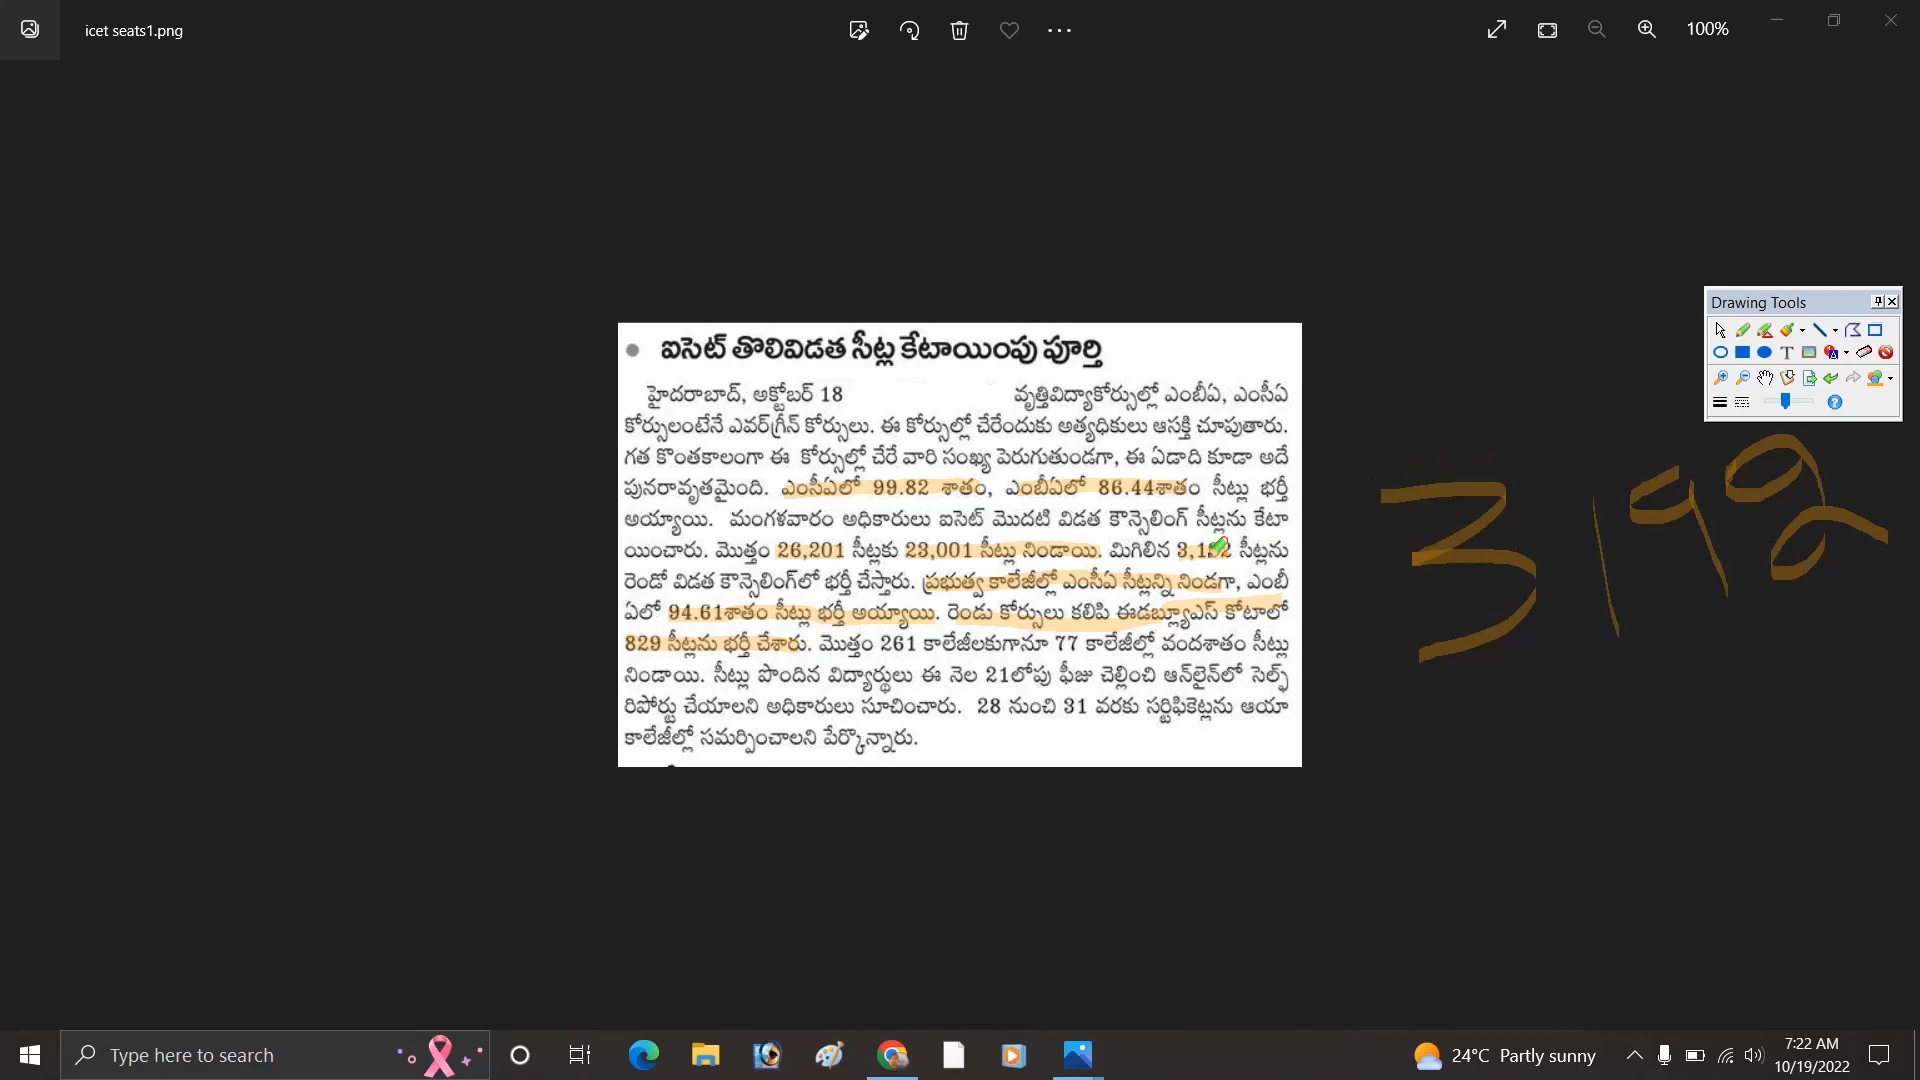 icet seats1.png
100%
Drawing Tools
ఐసెట్ తొలివిడత సీట్ల కేటాయింపు పూర్తి
హైదరాబాద్, అక్టోబర్ 18 వృత్తివిద్యాకోర్సుల్లో ఎంబీఏ, ఎంసీఏ
కోర్సులంటేనే ఎవర్‌గ్రీన్ కోర్సులు. ఈ కోర్సుల్లో చేరేందుకు అత్యధికులు ఆసక్తి చూపుతారు.
గత కొంతకాలంగా ఈ కోర్సుల్లో చేరే వారి సంఖ్య పెరుగుతుండగా, ఈ ఏడాది కూడా అదే
పునరావృతమైంది. ఎంసీఏలో 99.82 శాతం, ఎంబీఏలో 86.44శాతం సీట్లు భర్తీ
అయ్యాయి. మంగళవారం అధికారులు ఐసెట్ మొదటి విడత కౌన్సెలింగ్ సీట్లను కేటా
యించారు. మొత్తం 26,201 సీట్లకు 23,001 సీట్లు నిండాయి. మిగిలిన సీట్లను
రెండో విడత కౌన్సెలింగ్‌లో భర్తీ చేస్తారు. ప్రభుత్వ కాలేజీల్లో ఎంసీఏ సీట్లన్ని నిండగా, ఎంబీ
ఏలో 94.61శాతం సీట్లు భర్తీ అయ్యాయి. రెండు కోర్సులు కలిపి ఈడబ్ల్యూఎస్ కోటాలో
829 సీట్లను భర్తీ చేశారు. మొత్తం 261 కాలేజీలకుగానూ 77 కాలేజీల్లో వందశాతం సీట్లు
నిండాయి. సీట్లు పొందిన విద్యార్థులు ఈ నెల 21లోపు ఫీజు చెల్లించి ఆన్‌లైన్‌లో సెల్ఫ్
రిపోర్టు చేయాలని అధికారులు సూచించారు. 28 నుంచి 31 వరకు సర్టిఫికెట్లను ఆయా
కాలేజీల్లో సమర్పించాలని పేర్కొన్నారు.
3192
Type here to search
24°C Partly sunny
7:22 AM
10/19/2022